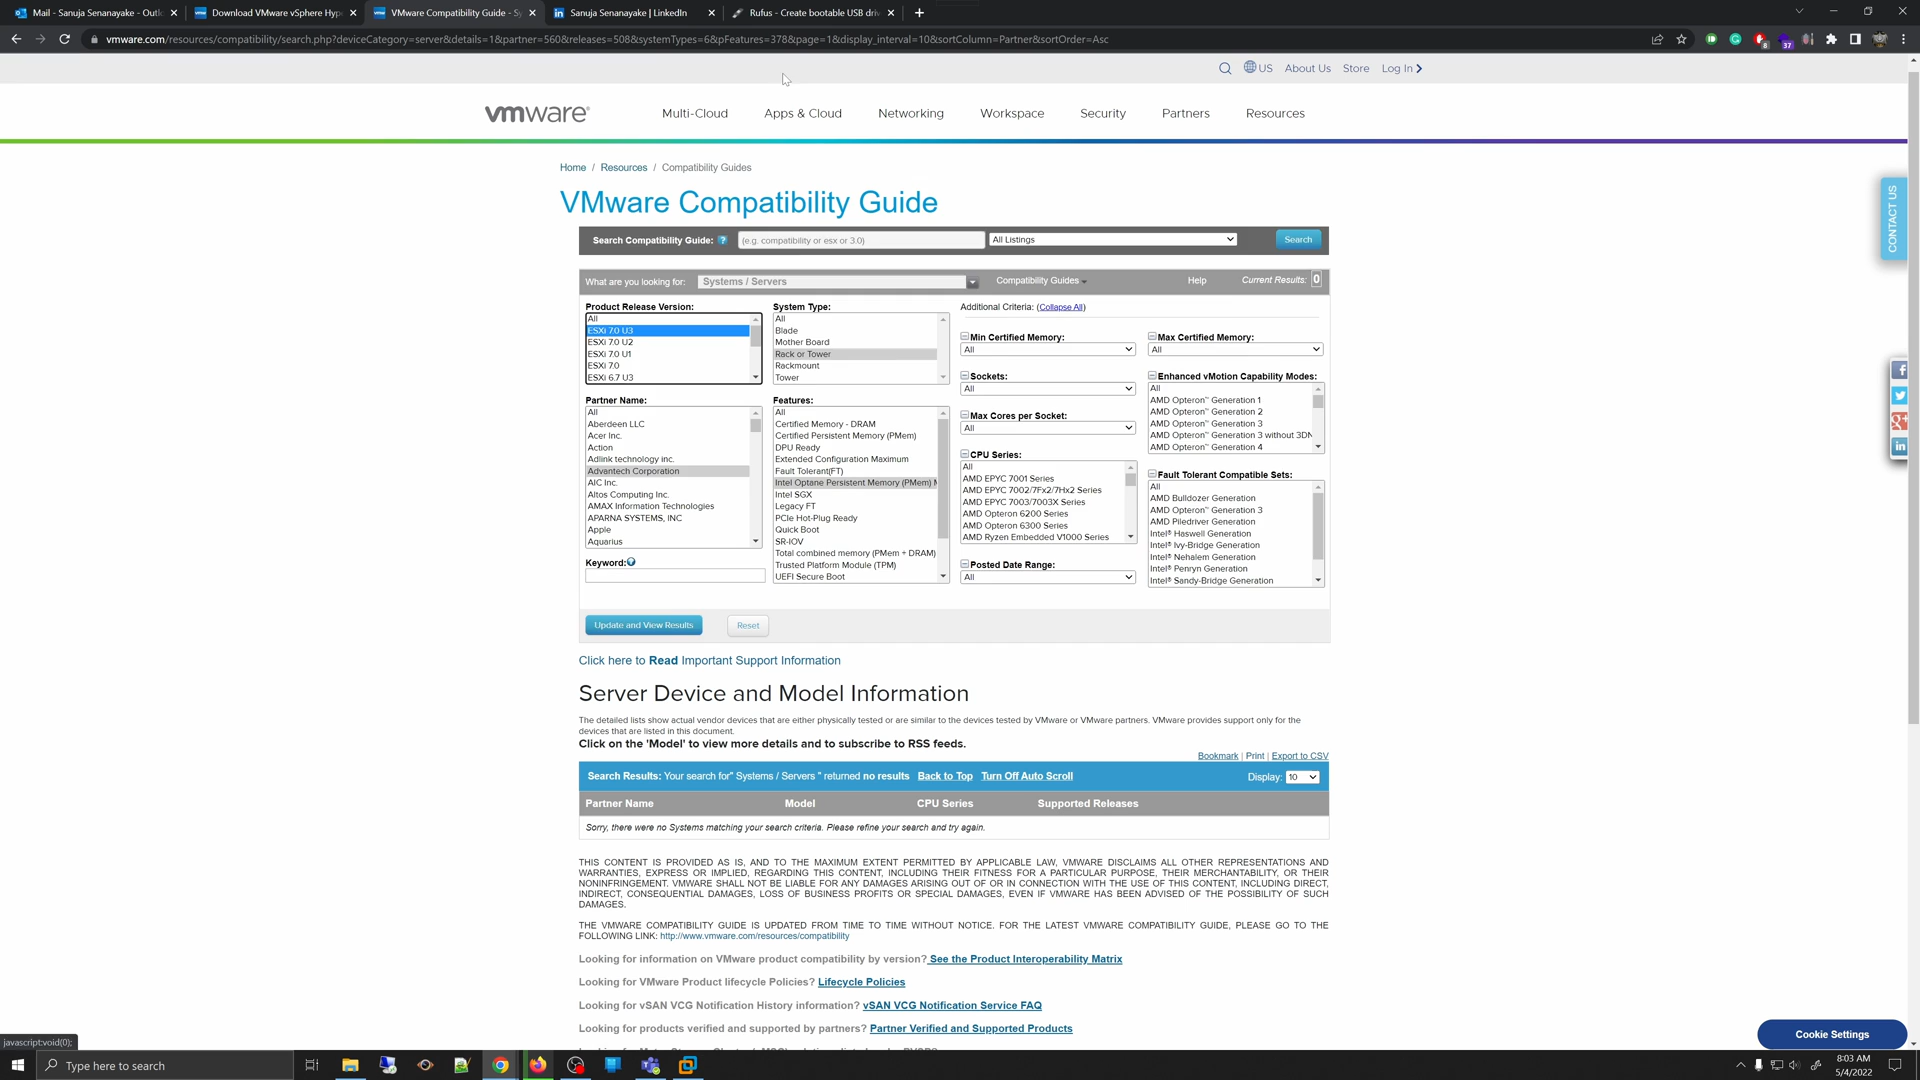 Mail - Sanuja Senanayake - Outl
Download VMware vSphere Hype
VMware Compatibility Guide - Sy
Sanuja Senanayake | LinkedIn
Rufus - Create bootable USB driv
vmware.com/resources/compatibility/search.php?deviceCategory=server&details=1&partner=560&releases=508&systemTypes=6&pFeatures=378&page=1&display_interval=10&sortColumn=Partner&sortOrder=Asc
8
37
US About Us Store Log In
vmware®
Multi-Cloud Apps & Cloud Networking Workspace Security Partners Resources
CONTACT US
Home / Resources / Compatibility Guides
VMware Compatibility Guide
Search Compatibility Guide: ? (e.g. compatibility or esx or 3.0) All Listings Search
What are you looking for: Systems / Servers Compatibility Guides Help Current Results: 0
Product Release Version:
All
ESXi 7.0 U3
ESXi 7.0 U2
ESXi 7.0 U1
ESXi 7.0
ESXi 6.7 U3
System Type:
All
Blade
Mother Board
Rack or Tower
Rackmount
Tower
Additional Criteria: (Collapse All)
Min Certified Memory:
All
Max Certified Memory:
All
Sockets:
All
Max Cores per Socket:
All
Enhanced vMotion Capability Modes:
All
AMD Opteron™ Generation 1
AMD Opteron™ Generation 2
AMD Opteron™ Generation 3
AMD Opteron™ Generation 3 without 3DN
AMD Opteron™ Generation 4
Partner Name:
All
Aberdeen LLC
Acer Inc.
Action
Adlink technology inc.
Advantech Corporation
AIC Inc.
Altos Computing Inc.
AMAX Information Technologies
APARNA SYSTEMS, INC
Apple
Aquarius
Features:
All
Certified Memory - DRAM
Certified Persistent Memory (PMem)
DPU Ready
Extended Configuration Maximum
Fault Tolerant(FT)
Intel Optane Persistent Memory (PMem) M
Intel SGX
Legacy FT
PCIe Hot-Plug Ready
Quick Boot
SR-IOV
Total combined memory (PMem + DRAM)
Trusted Platform Module (TPM)
UEFI Secure Boot
CPU Series:
All
AMD EPYC 7001 Series
AMD EPYC 7002/7Fx2/7Hx2 Series
AMD EPYC 7003/7003X Series
AMD Opteron 6200 Series
AMD Opteron 6300 Series
AMD Ryzen Embedded V1000 Series
Fault Tolerant Compatible Sets:
All
AMD Bulldozer Generation
AMD Opteron™ Generation 3
AMD Piledriver Generation
Intel® Haswell Generation
Intel® Ivy-Bridge Generation
Intel® Nehalem Generation
Intel® Penryn Generation
Intel® Sandy-Bridge Generation
Keyword:
Posted Date Range:
All
Update and View Results Reset
Click here to Read Important Support Information
Server Device and Model Information
The detailed lists show actual vendor devices that are either physically tested or are similar to the devices tested by VMware or VMware partners. VMware provides support only for the
devices that are listed in this document.
Click on the 'Model' to view more details and to subscribe to RSS feeds.
Bookmark | Print | Export to CSV
Search Results: Your search for" Systems / Servers " returned no results Back to Top Turn Off Auto Scroll Display: 10
Partner Name Model CPU Series Supported Releases
Sorry, there were no Systems matching your search criteria. Please refine your search and try again.
THIS CONTENT IS PROVIDED AS IS, AND TO THE MAXIMUM EXTENT PERMITTED BY APPLICABLE LAW, VMWARE DISCLAIMS ALL OTHER REPRESENTATIONS AND
WARRANTIES, EXPRESS OR IMPLIED, REGARDING THIS CONTENT, INCLUDING THEIR FITNESS FOR A PARTICULAR PURPOSE, THEIR MERCHANTABILITY, OR THEIR
NONINFRINGEMENT. VMWARE SHALL NOT BE LIABLE FOR ANY DAMAGES ARISING OUT OF OR IN CONNECTION WITH THE USE OF THIS CONTENT, INCLUDING DIRECT,
INDIRECT, CONSEQUENTIAL DAMAGES, LOSS OF BUSINESS PROFITS OR SPECIAL DAMAGES, EVEN IF VMWARE HAS BEEN ADVISED OF THE POSSIBILITY OF SUCH
DAMAGES.
THE VMWARE COMPATIBILITY GUIDE IS UPDATED FROM TIME TO TIME WITHOUT NOTICE. FOR THE LATEST VMWARE COMPATIBILITY GUIDE, PLEASE GO TO THE
FOLLOWING LINK: http://www.vmware.com/resources/compatibility
Looking for information on VMware product compatibility by version? See the Product Interoperability Matrix
Looking for VMware Product lifecycle Policies? Lifecycle Policies
Looking for vSAN VCG Notification History information? vSAN VCG Notification Service FAQ
Looking for products verified and supported by partners? Partner Verified and Supported Products
Cookie Settings
javascript:void(0);
Type here to search
8:03 AM
5/4/2022